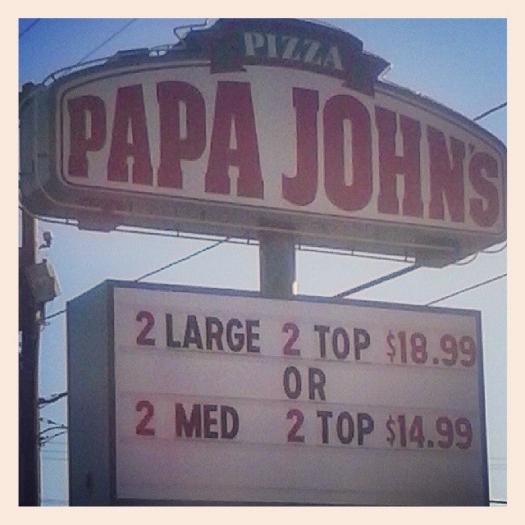 PIZZA
PAPA JOHN'S
2 LARGE 2 TOP $18.99
OR
2 MED 2 TOP $14.99